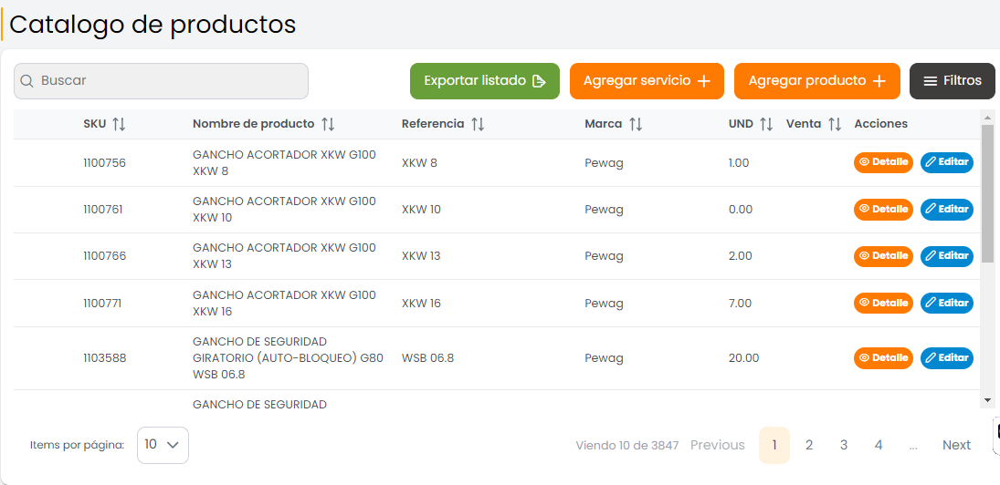 Catalogo de productos
Buscar
Exportar listado
Agregar servicio
Agregar producto
Filtros
SKU Nombre de producto Referencia Marca UND Venta Acciones
GANCHO ACORTADOR XKW G100
1100756 XKW 8 XKW 8 Pewag 1.00 Detalle Editar
GANCHO ACORTADOR XKW G100
1100761 XKW 10 XKW 10 Pewag 0.00 Detalle Editar
GANCHO ACORTADOR XKW G100
1100766 XKW 13 XKW 13 Pewag 2.00 Detalle Editar
GANCHO ACORTADOR XKW G100
1100771 XKW 16 XKW 16 Pewag 7.00 Detalle Editar
GANCHO DE SEGURIDAD
1103588 GIRATORIO (AUTO-BLOQUEO) G80 WSB 06.8 Pewag 20.00 Detalle Editar
WSB 06.8
GANCHO DE SEGURIDAD
Items por página: 10 Viendo 10 de 3847 Previous 1 2 3 4 ... Next